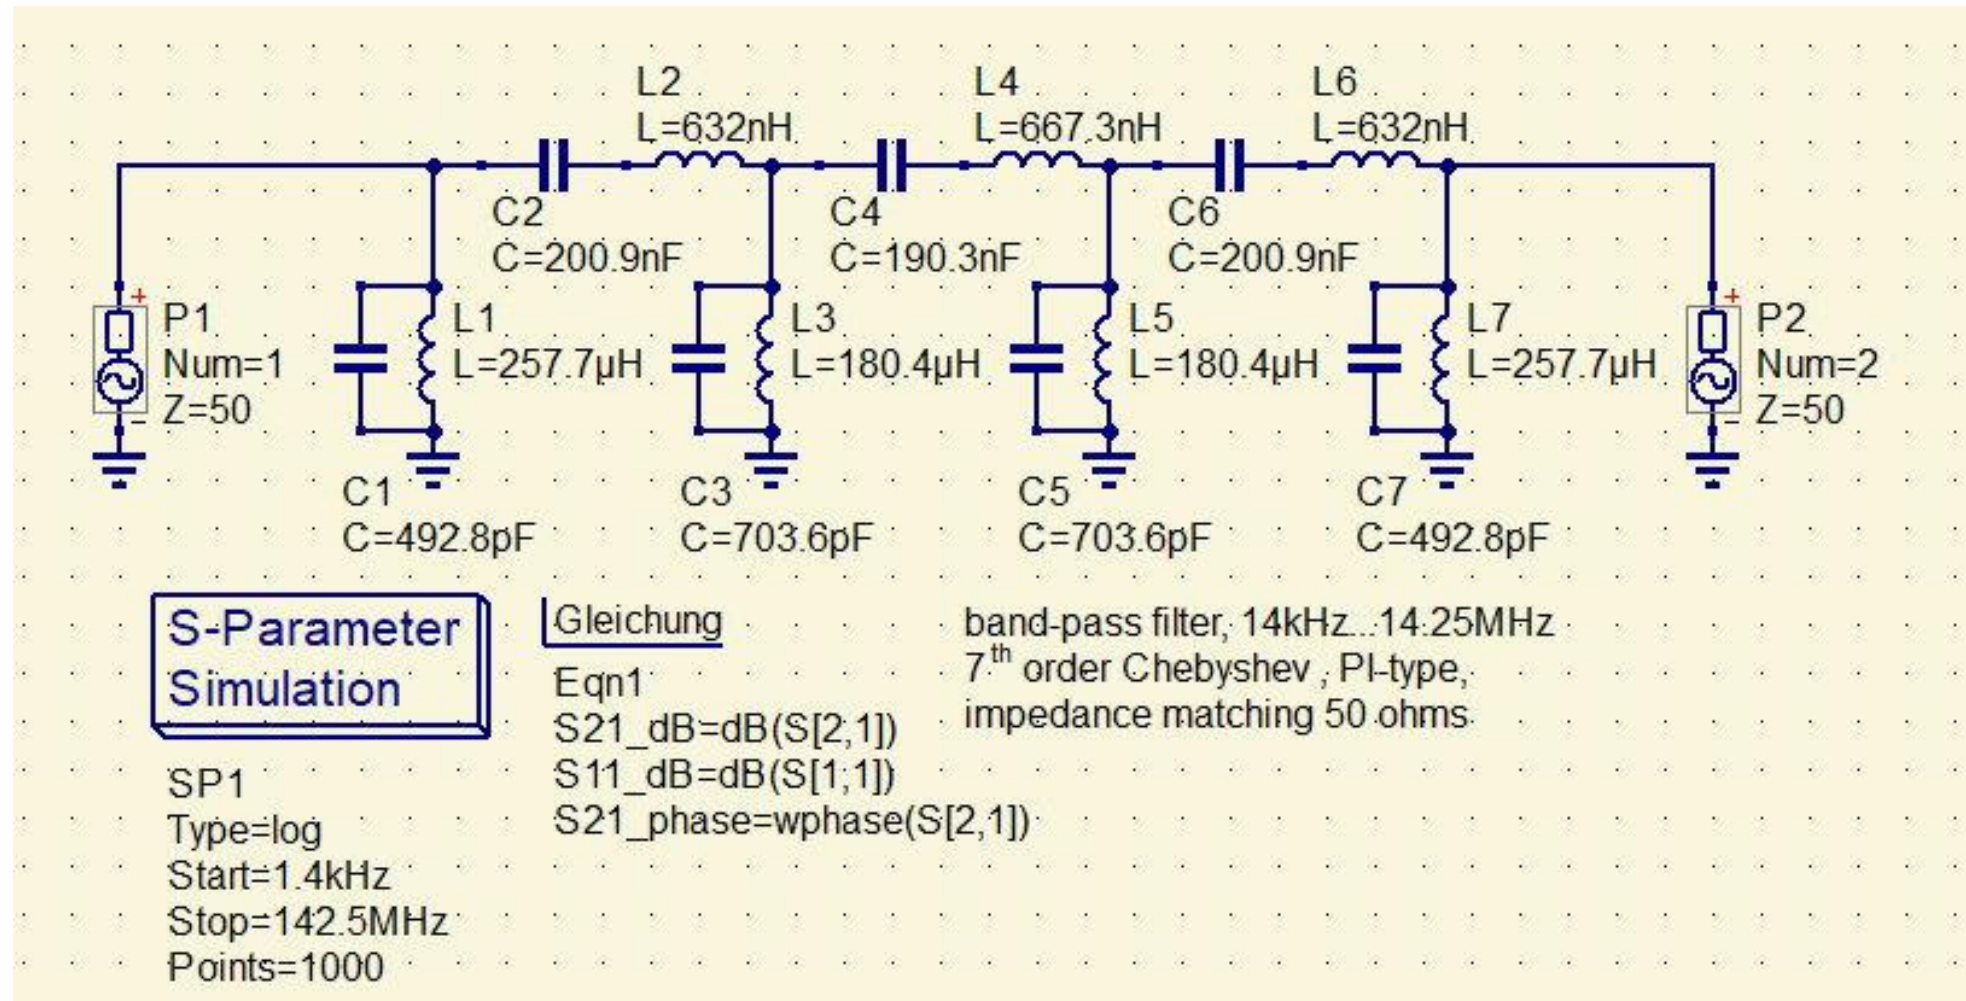 L2
L=632nH
L4
L=667.3nH
L6
L=632nH
C2
C=200.9nF
C4
C=190.3nF
C6
C=200.9nF
+
P1
Num=1
Z=50
-
L1
L=257.7µH
L3
L=180.4µH
L5
L=180.4µH
L7
L=257.7µH
+
P2
Num=2
Z=50
-
C1
C=492.8pF
C3
C=703.6pF
C5
C=703.6pF
C7
C=492.8pF
S-Parameter
Simulation
SP1
Type=log
Start=1.4kHz
Stop=142.5MHz
Points=1000
Gleichung
Eqn1
S21_dB=dB(S[2,1])
S11_dB=dB(S[1,1])
S21_phase=wphase(S[2,1])
band-pass filter, 14kHz...14.25MHz
7th order Chebyshev , PI-type,
impedance matching 50 ohms